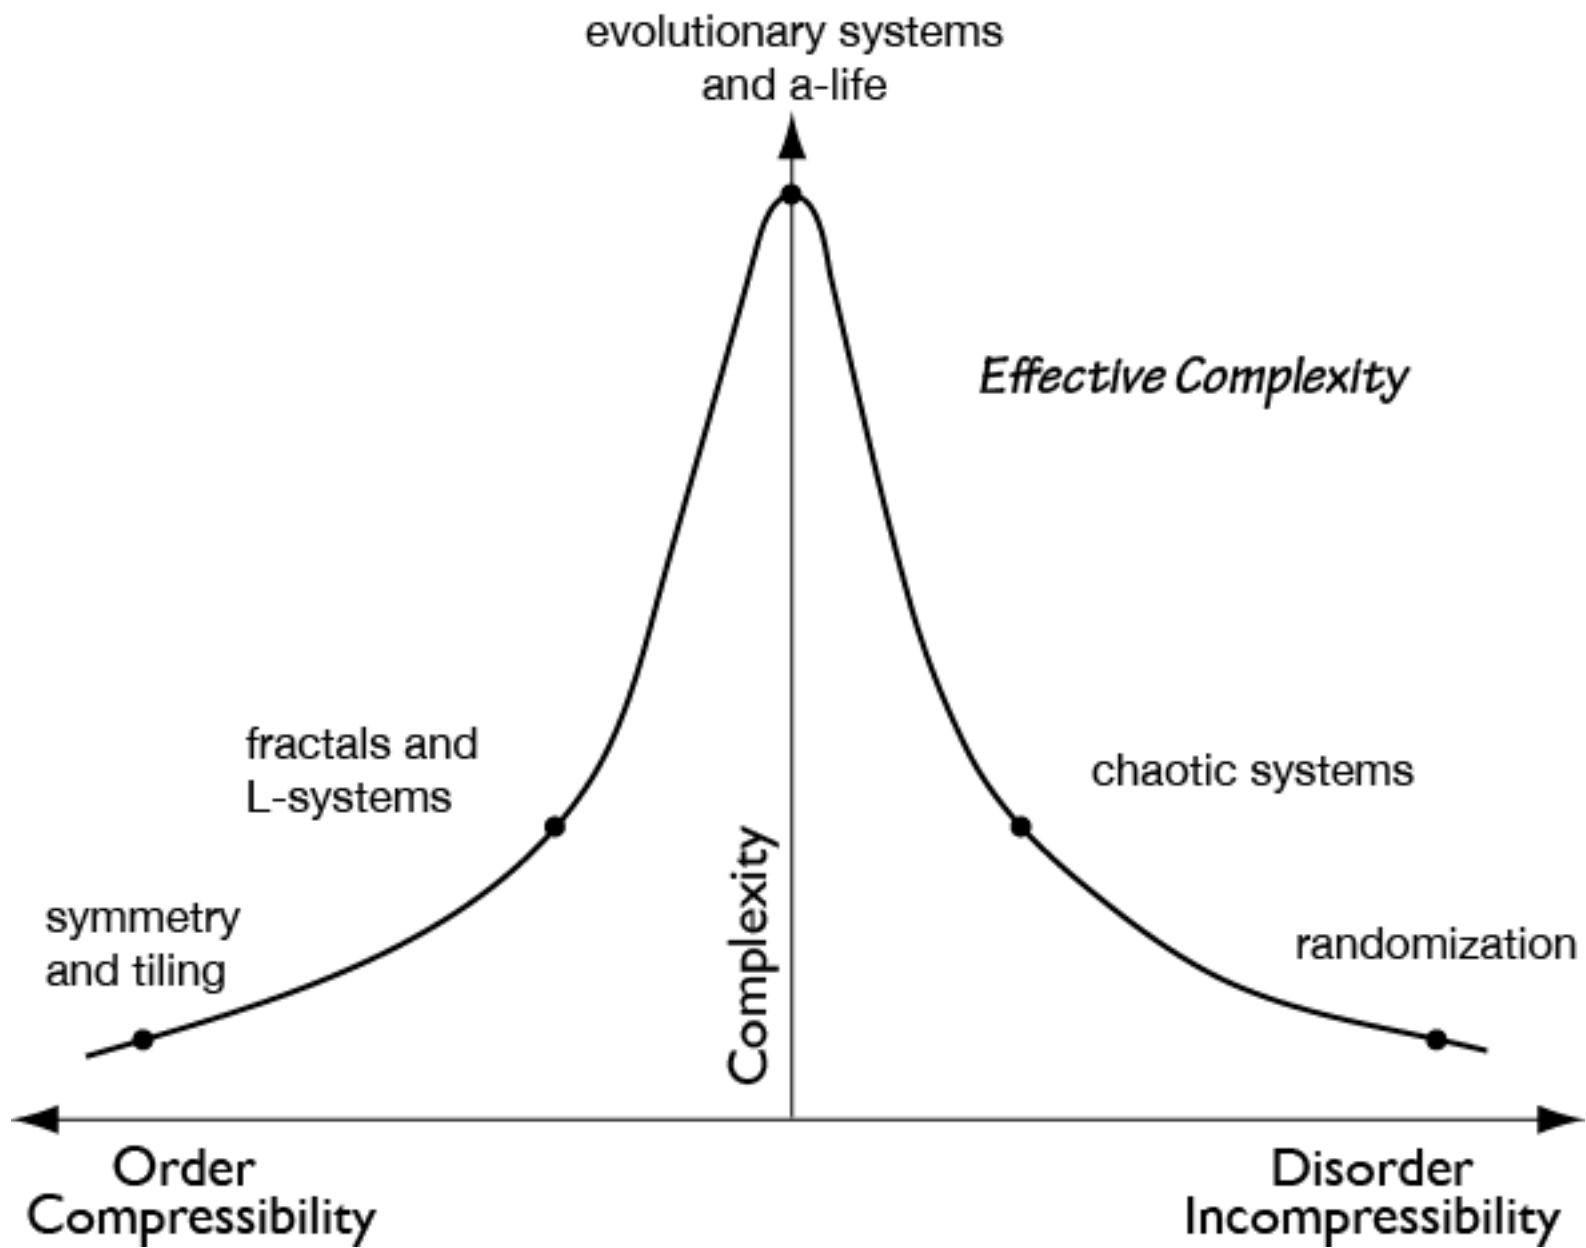 evolutionary systems
and a-life
Effective Complexity
fractals and
L-systems
chaotic systems
symmetry
and tiling
randomization
Complexity
Order
Compressibility
Disorder
Incompressibility